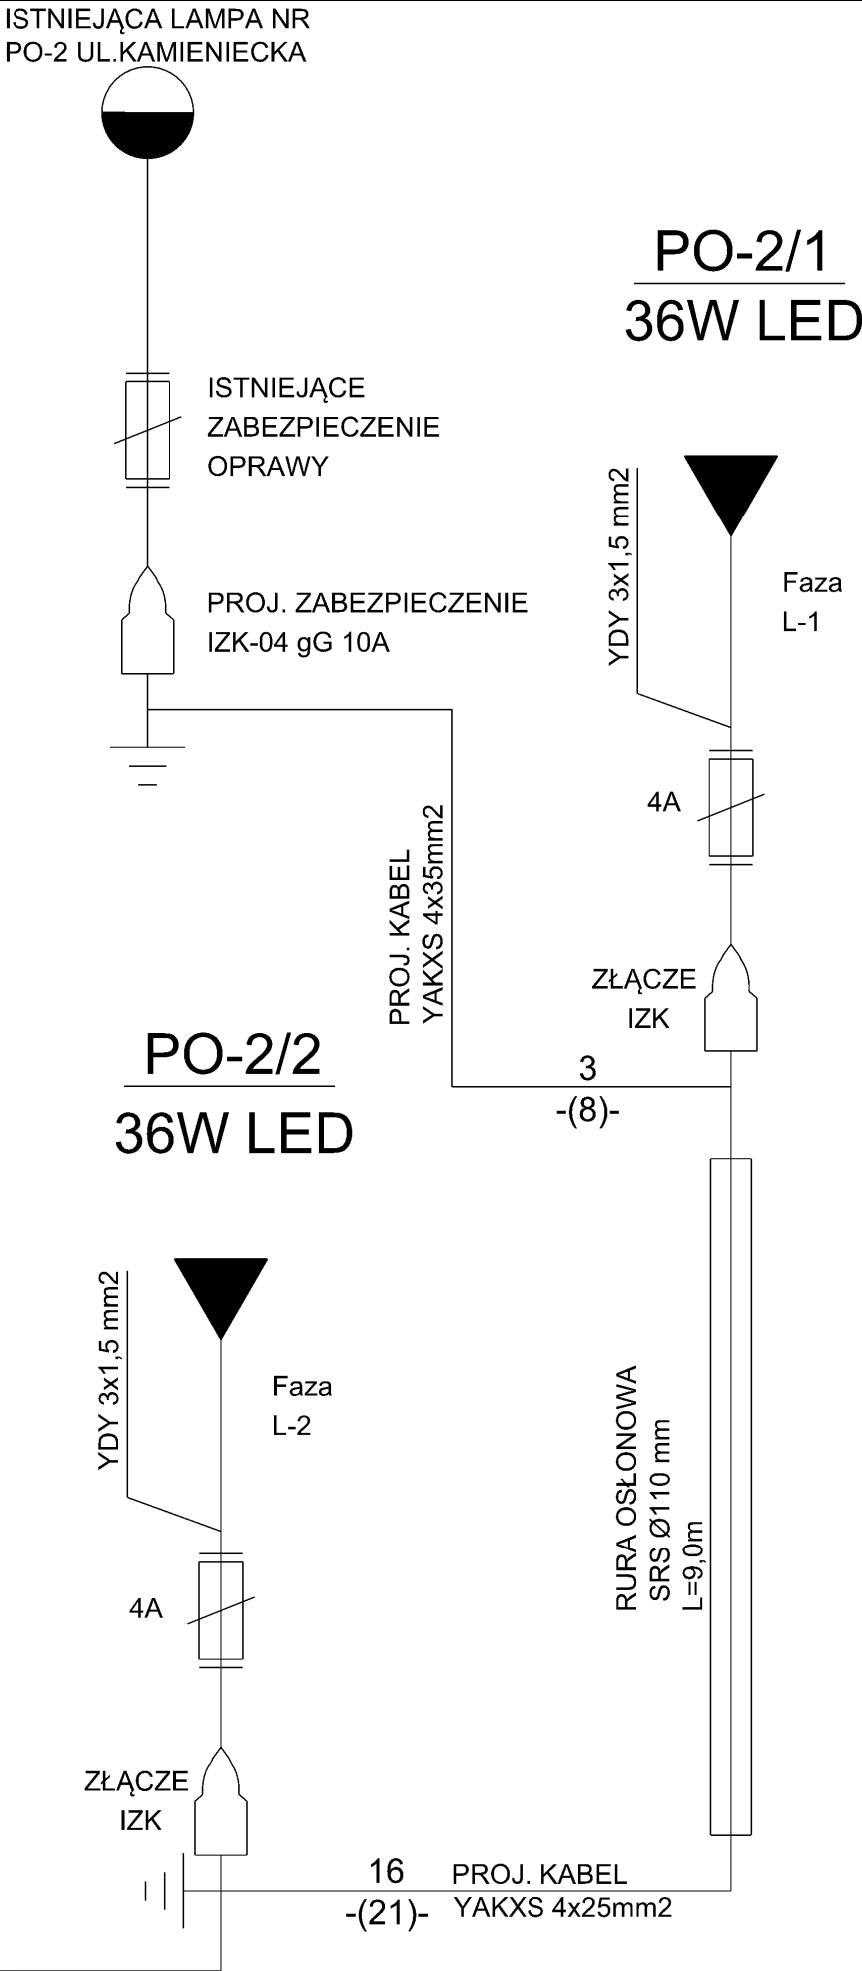 ISTNIEJĄCA LAMPA NR
PO-2 UL.KAMIENIECKA
PO-2/1
36W LED
ISTNIEJĄCE
ZABEZPIECZENIE
OPRAWY
YDY 3x1,5 mm2
Faza
L-1
PROJ. ZABEZPIECZENIE
IZK-04 gG 10A
4A
PROJ. KABEL
YAKXS 4x35mm2
ZŁĄCZE
IZK
3
-(8)-
PO-2/2
36W LED
YDY 3x1,5 mm2
Faza
L-2
RURA OSŁONOWA
SRS Ø110 mm
L=9,0m
4A
ZŁĄCZE
IZK
16
-(21)-
PROJ. KABEL
YAKXS 4x25mm2